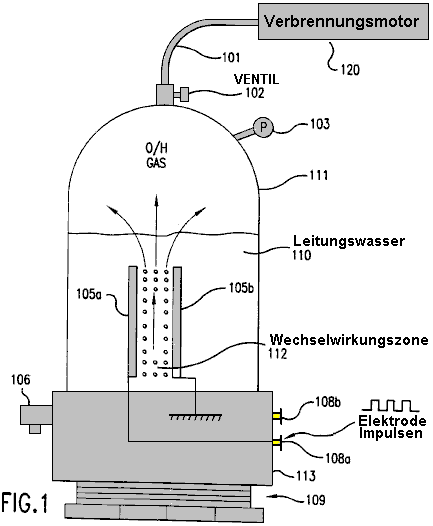 Verbrennungsmotor
101
120
VENTIL
102
P
103
O/H
GAS
111
Leitungswasser
110
105a
105b
Wechselwirkungszone
112
106
108b
Elektrode
Impulsen
108a
113
109
FIG.1